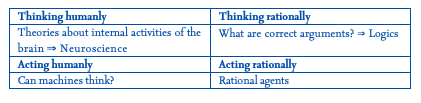 Thinking humanly
Thinking rationally
Theories about internal activities of the
brain ⇒ Neuroscience
What are correct arguments? ⇒ Logics
Acting humanly
Acting rationally
Can machines think?
Rational agents